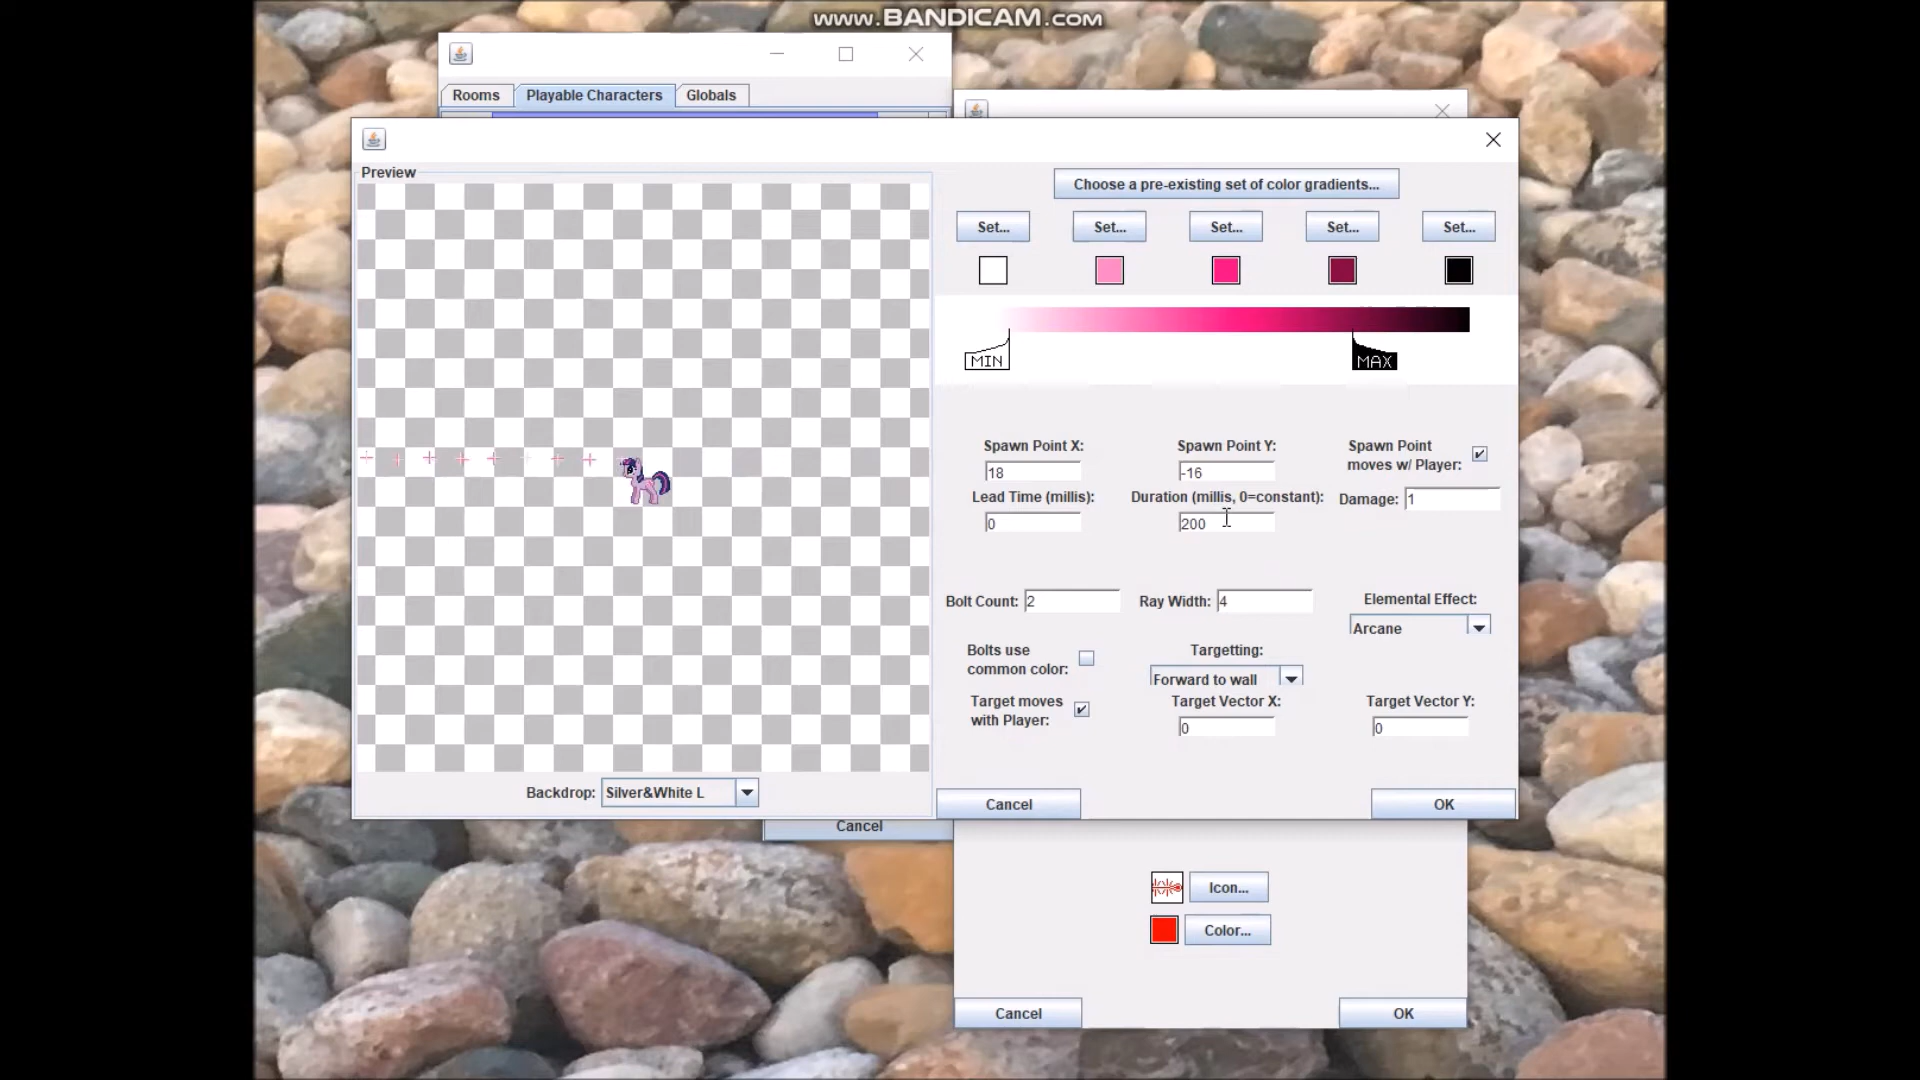 www.BANDICAM.com
Rooms
Playable Characters
Globals
Preview
Choose a pre-existing set of color gradients...
Set...
Set...
Set...
Set...
Set...
MIN
MAX
Spawn Point X:
Spawn Point Y:
Spawn Point
moves w/ Player:
18
-16
Lead Time (millis):
Duration (millis, 0=constant):
Damage:
1
0
200
Bolt Count:
2
Ray Width:
4
Elemental Effect:
Arcane
Bolts use
common color:
Targetting:
Forward to wall
Target moves
with Player:
Target Vector X:
Target Vector Y:
0
0
Backdrop:
Silver&White L
Cancel
OK
Cancel
Icon...
Color...
Cancel
OK